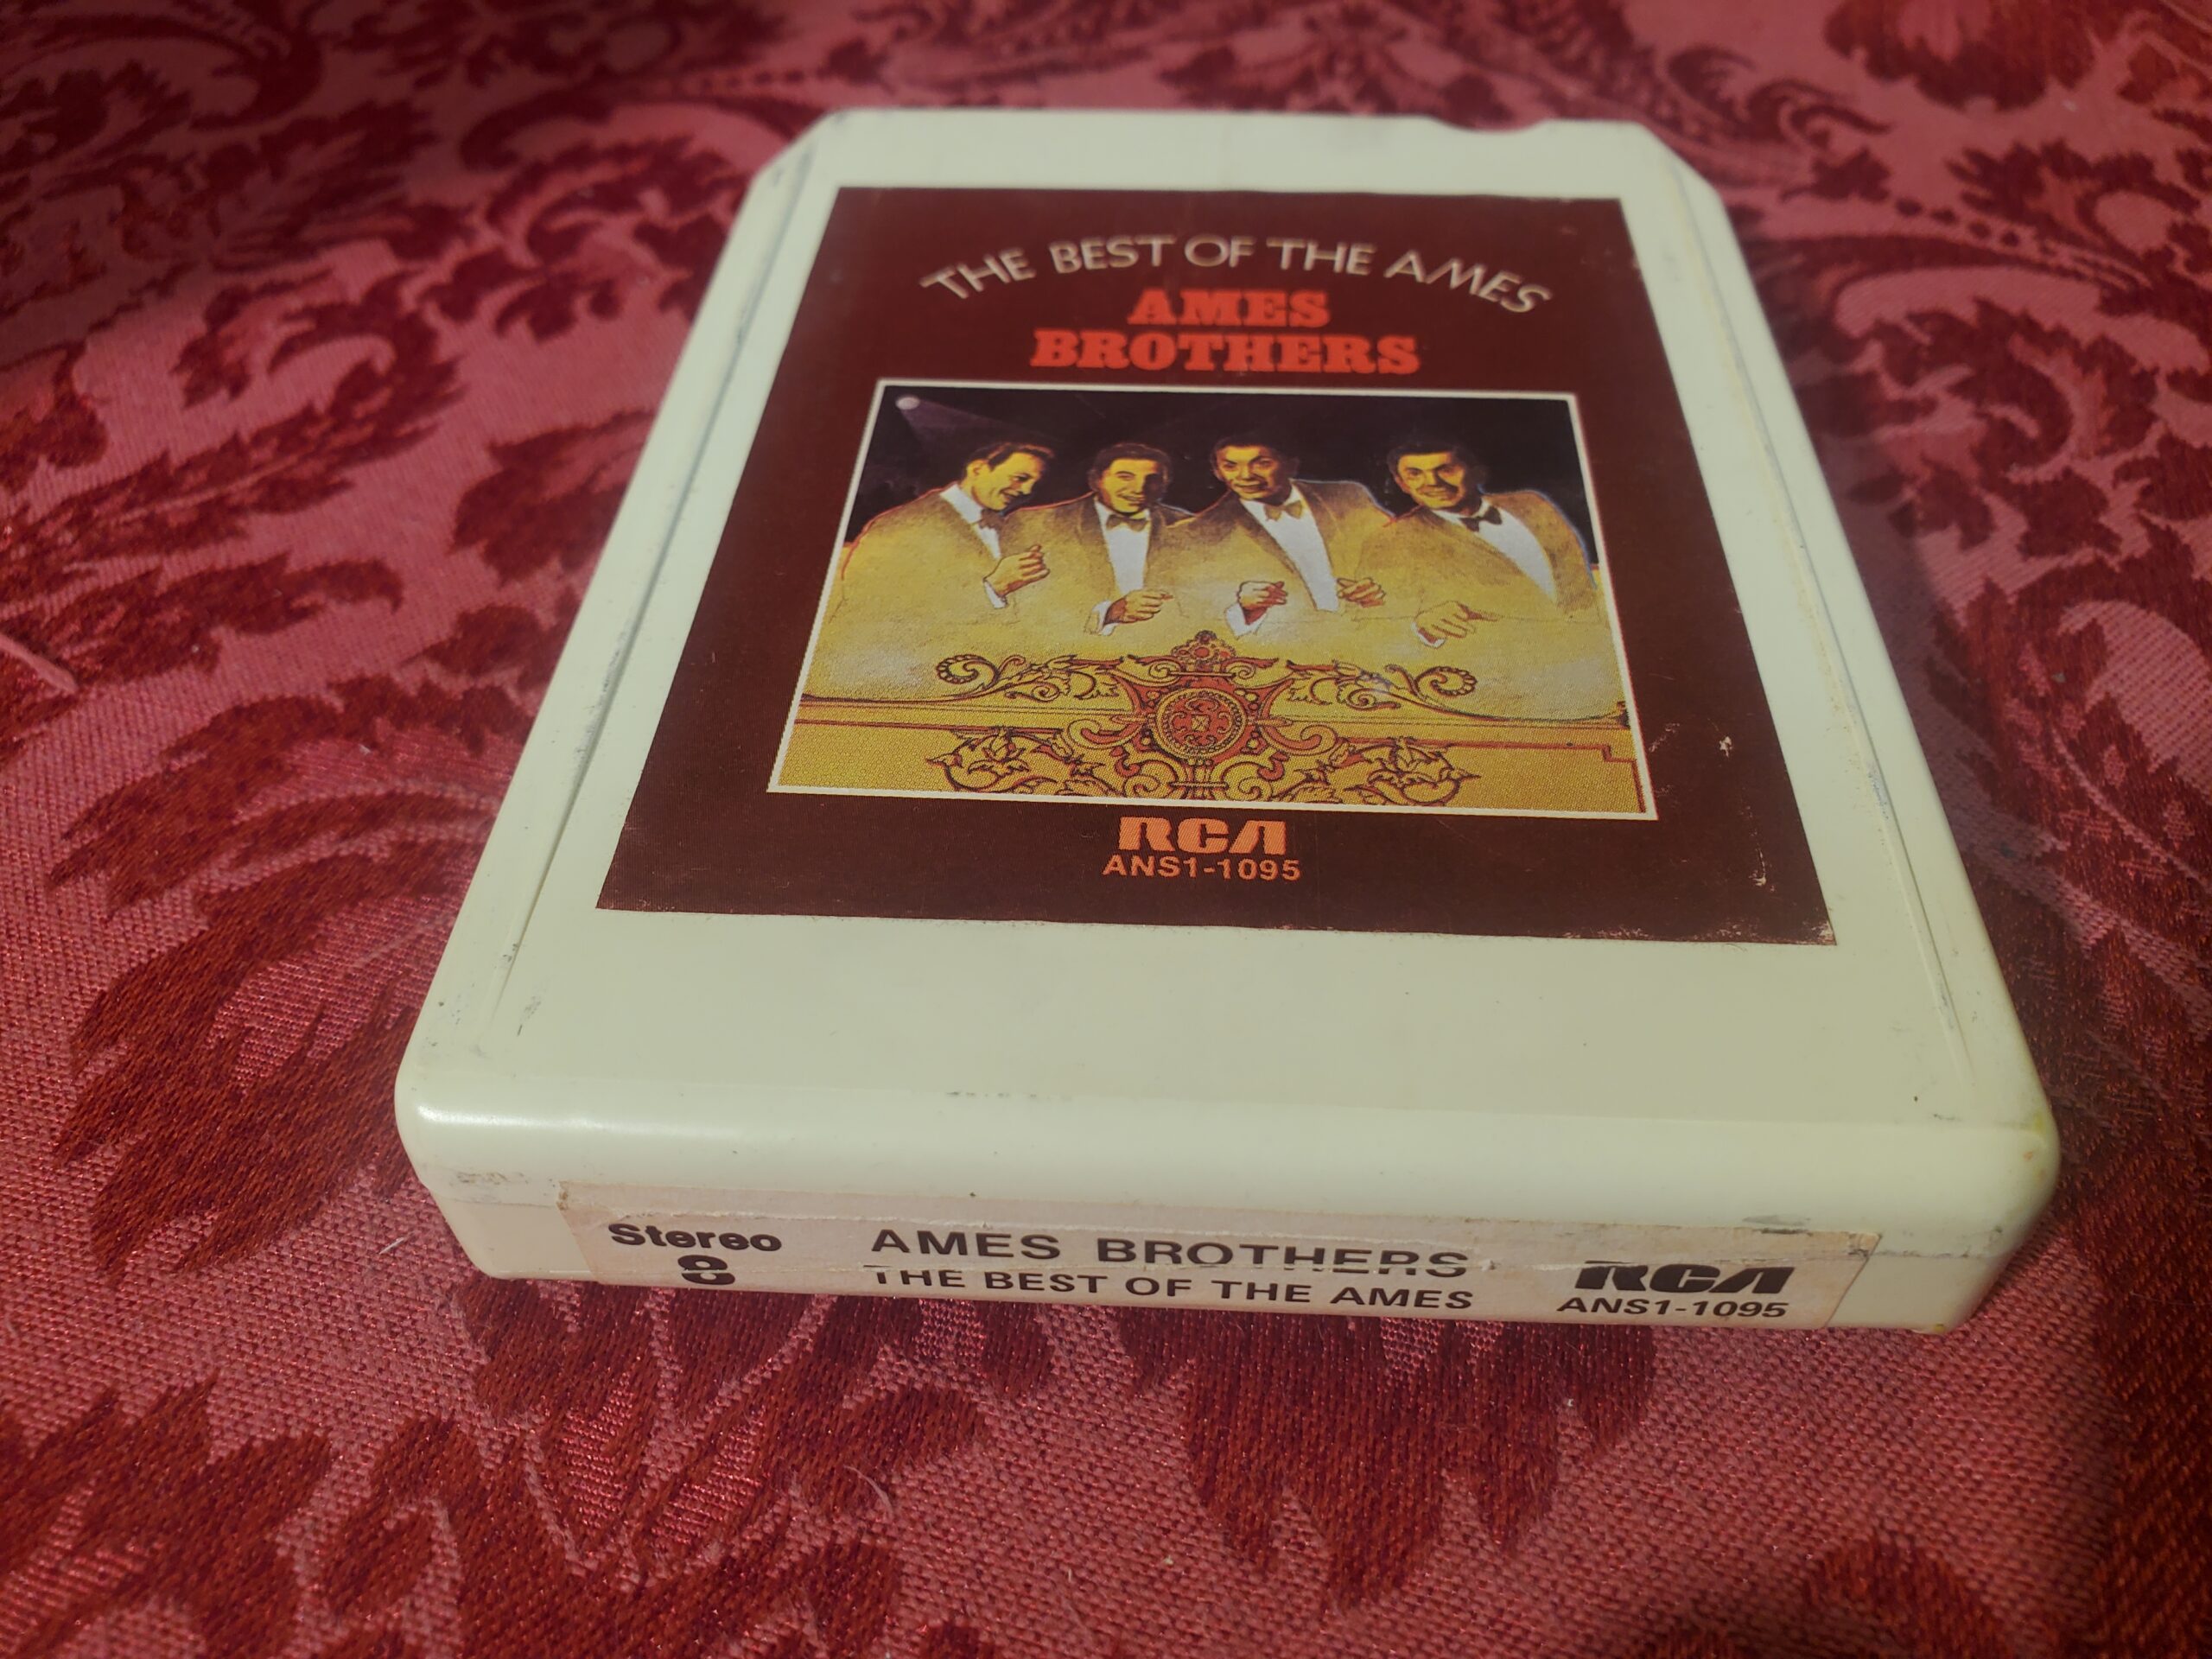 THE BEST OF THE AMES
AMES
BROTHERS
RCA
ANS1-1095
Stereo
8
AMES BROTHERS
THE BEST OF THE AMES
RCA
ANS1-1095